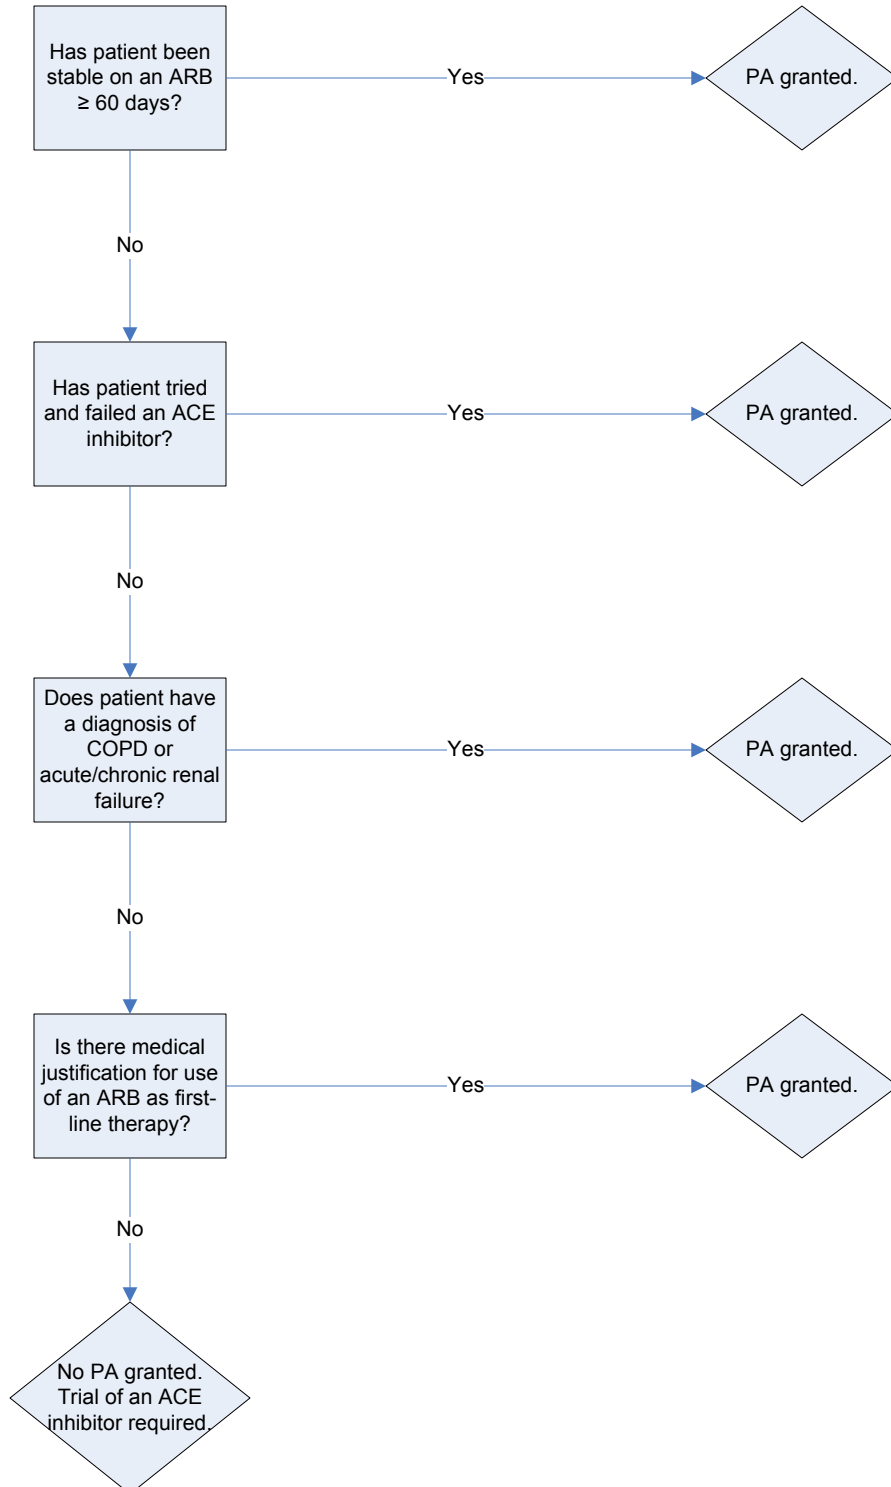 Has patient been
stable on an ARB
≥ 60 days?
Yes
PA granted.
No
Has patient tried
and failed an ACE
inhibitor?
Yes
PA granted.
No
Does patient have
a diagnosis of
COPD or
acute/chronic renal
failure?
Yes
PA granted.
No
Is there medical
justification for use
of an ARB as first-
line therapy?
Yes
PA granted.
No
No PA granted.
Trial of an ACE
inhibitor required.